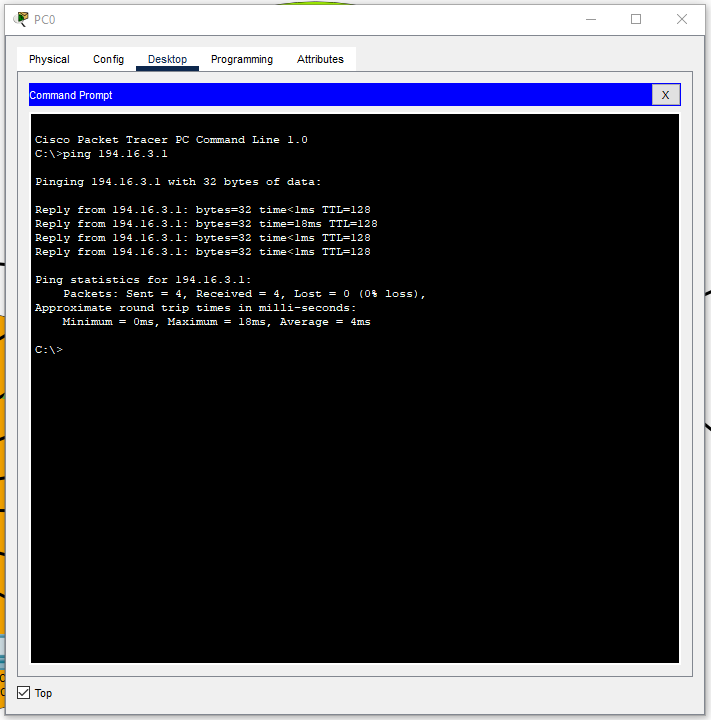 PC0
Physical Config Desktop Programming Attributes
Command Prompt X
Cisco Packet Tracer PC Command Line 1.0
C:\>ping 194.16.3.1
Pinging 194.16.3.1 with 32 bytes of data:
Reply from 194.16.3.1: bytes=32 time<1ms TTL=128
Reply from 194.16.3.1: bytes=32 time=18ms TTL=128
Reply from 194.16.3.1: bytes=32 time<1ms TTL=128
Reply from 194.16.3.1: bytes=32 time<1ms TTL=128
Ping statistics for 194.16.3.1:
Packets: Sent = 4, Received = 4, Lost = 0 (0% loss),
Approximate round trip times in milli-seconds:
Minimum = 0ms, Maximum = 18ms, Average = 4ms
C:\>
Top